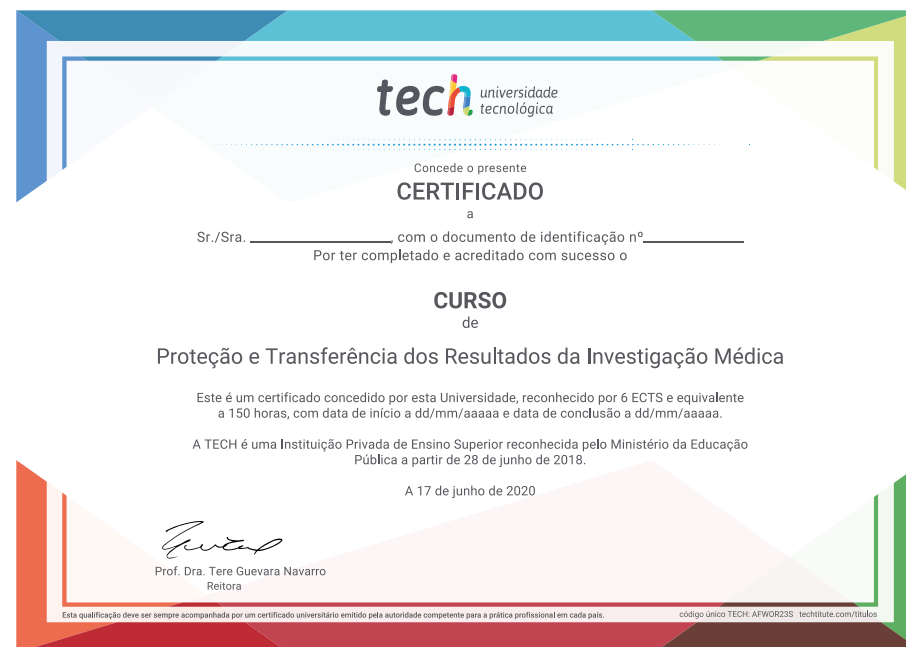 tech universidade
tecnológica
Concede o presente
CERTIFICADO
a
Sr./Sra. ____________________, com o documento de identificação nº______________
Por ter completado e acreditado com sucesso o
CURSO
de
Proteção e Transferência dos Resultados da Investigação Médica
Este é um certificado concedido por esta Universidade, reconhecido por 6 ECTS e equivalente
a 150 horas, com data de início a dd/mm/aaaaa e data de conclusão a dd/mm/aaaaa.
A TECH é uma Instituição Privada de Ensino Superior reconhecida pelo Ministério da Educação
Pública a partir de 28 de junho de 2018.
A 17 de junho de 2020
Prof. Dra. Tere Guevara Navarro
Reitora
Esta qualificação deve ser sempre acompanhada por um certificado universitário emitido pela autoridade competente para a prática profissional em cada país.
código único TECH: AFWOR23S techtitute.com/titulos